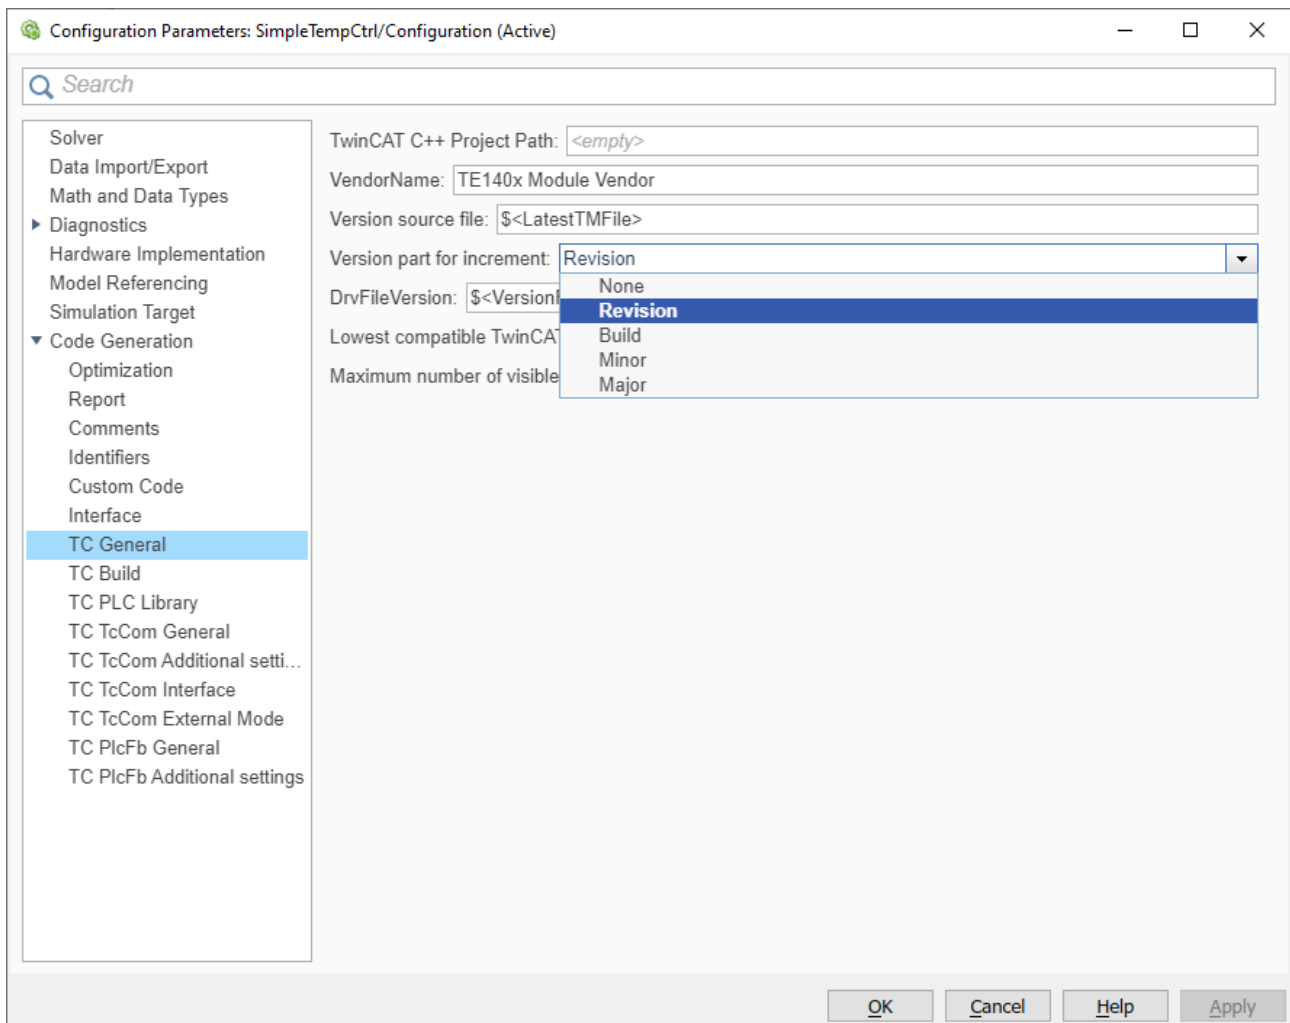 Configuration Parameters: SimpleTempCtrl/Configuration (Active)
Search
Solver
Data Import/Export
Math and Data Types
Diagnostics
Hardware Implementation
Model Referencing
Simulation Target
Code Generation
Optimization
Report
Comments
Identifiers
Custom Code
Interface
TC General
TC Build
TC PLC Library
TC TcCom General
TC TcCom Additional setti...
TC TcCom Interface
TC TcCom External Mode
TC PlcFb General
TC PlcFb Additional settings
TwinCAT C++ Project Path: <empty>
VendorName: TE140x Module Vendor
Version source file: $<LatestTMFile>
Version part for increment: Revision
None
Revision
Build
Minor
Major
DrvFileVersion: $<Version
Lowest compatible TwinCAT
Maximum number of visible
OK Cancel Help Apply